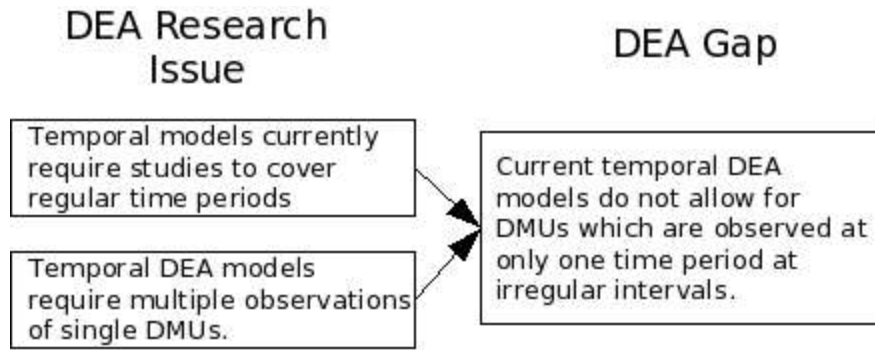 DEA Research
Issue
DEA Gap
Temporal models currently
require studies to cover
regular time periods
Temporal DEA models
require multiple observations
of single DMUs.
Current temporal DEA
models do not allow for
DMUs which are observed at
only one time period at
irregular intervals.